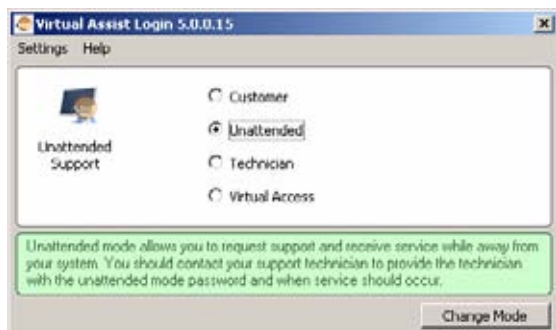 Virtual Assist Login 5.0.0.15
Settings Help
Customer
Unattended
Technician
Virtual Access
Unattended
Support
Unattended mode allows you to request support and receive service while away from
your system. You should contact your support technician to provide the technician
with the unattended mode password and when service should occur.
Change Mode